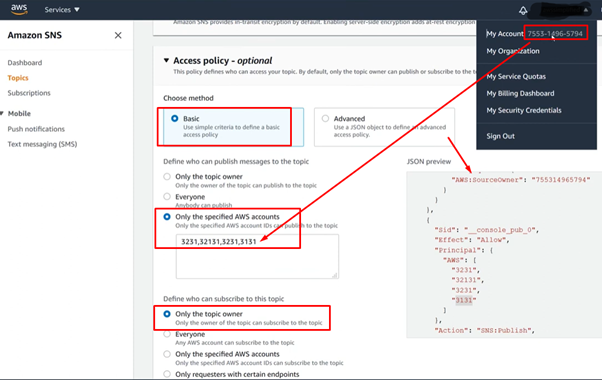 aws
Services
Amazon SNS
Dashboard
Topics
Subscriptions
Mobile
Push notifications
Text messaging (SMS)
Amazon SNS provides in-transit encryption by default. Enabling server-side encryption adds at-rest encryption
Access policy - optional
This policy defines who can access your topic. By default, only the topic owner can publish or subscribe to the
Choose method
Basic
Use simple criteria to define a basic
access policy
Advanced
Use a JSON object to define an advanced
access policy.
Define who can publish messages to the topic
Only the topic owner
Only the owner of the topic can publish to the topic
Everyone
Anybody can publish
Only the specified AWS accounts
Only the specified AWS account IDs can publish to the topic
3231,32131,3231,3131
Define who can subscribe to this topic
Only the topic owner
Only the owner of the topic can subscribe to the topic
Everyone
Any AWS account can subscribe to the topic
Only the specified AWS accounts
Only the specified AWS account IDs can subscribe to the topic
Only requesters with certain endpoints
My Account 7553-1496-5794
My Organization
My Service Quotas
My Billing Dashboard
My Security Credentials
Sign Out
JSON preview
"AWS:SourceOwner": "755314965794"
}
}
},
{
"Sid": "__console_pub_0",
"Effect": "Allow",
"Principal": {
"AWS": [
"3231",
"32131",
"3231",
"3131"
]
},
"Action": "SNS:Publish",